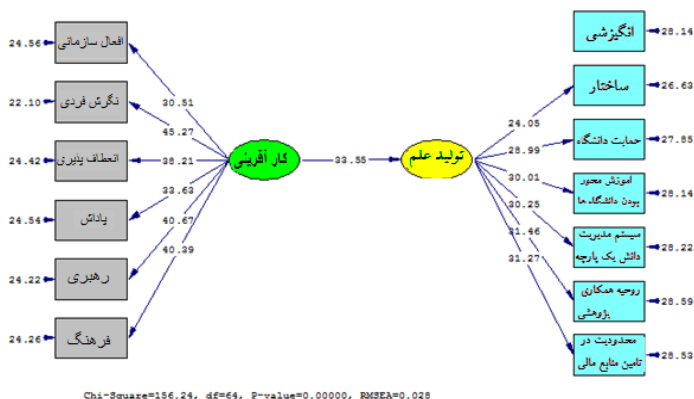 24.56
افعال سازمانی
22.10
نگرش فردی
24.42
انعطاف پذیری
24.54
پاداش
24.22
رهبری
24.26
فرهنگ
30.51
45.27
38.21
33.63
40.67
40.39
کار آفرینی
33.55
تولید علم
24.05
28.99
30.01
30.25
31.46
31.27
انگیزشی
28.14
ساختار
26.63
حمایت دانشگاه
27.85
اموزش محور
بودن دانشگاه ها
28.14
سیستم مدیریت
دانش یک پارچه
28.22
روحیه همکاری
پژوهشی
28.59
محدودیت در
تامین منابع مالی
28.53
Chi-Square=156.24, df=64, P-value=0.00000, RMSEA=0.028